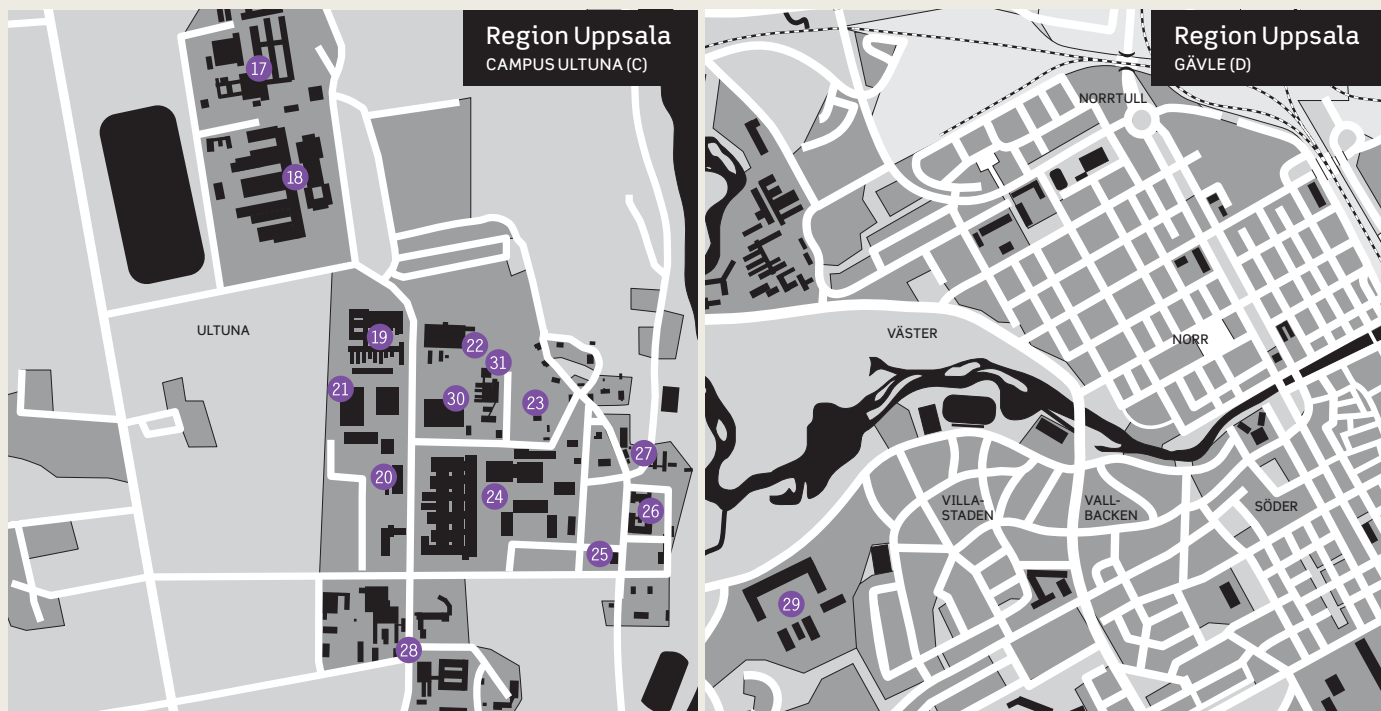 Region Uppsala
CAMPUS ULTUNA (C)
17
18
ULTUNA
19
22
31
21
30
23
27
20
24
26
25
28
Region Uppsala
GÄVLE (D)
NORRTULL
VÄSTER
NORR
VILLA-
STADEN
VALL-
BACKEN
SÖDER
29